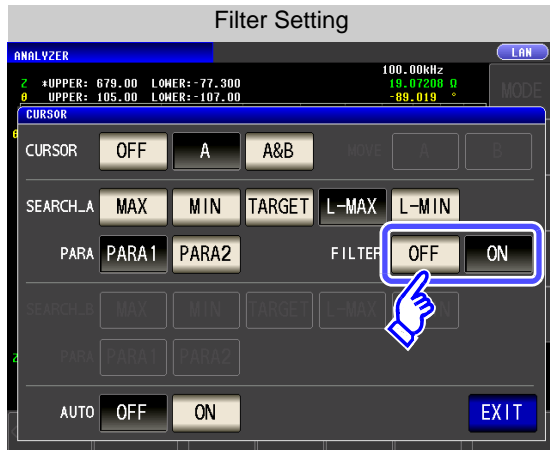 Filter Setting
ANALYZER LAN
100.00kHz
Z *UPPER: 679.00 LOWER:-77.300 19.07208 Ω
θ UPPER: 105.00 LOWER:-107.00 -89.019 °
MODE
CURSOR
θ
CURSOR OFF A A&B MOVE A B
SEARCH_A MAX MIN TARGET L-MAX L-MIN
PARA PARA1 PARA2 FILTER OFF ON
SEARCH_B MAX MIN TARGET L-MAX
Z PARA PARA1 PARA2
AUTO OFF ON EXIT